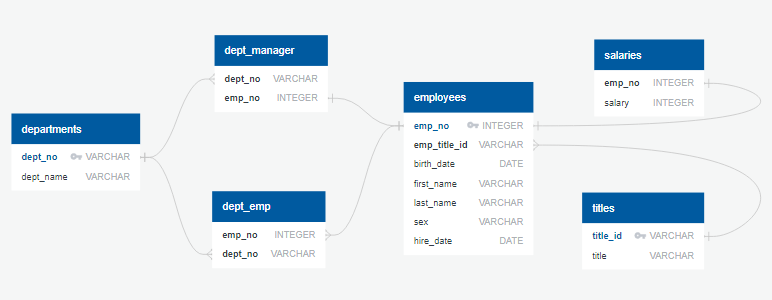 departments
dept_no VARCHAR
dept_name VARCHAR
dept_manager
dept_no VARCHAR
emp_no INTEGER
dept_emp
emp_no INTEGER
dept_no VARCHAR
employees
emp_no INTEGER
emp_title_id VARCHAR
birth_date DATE
first_name VARCHAR
last_name VARCHAR
sex VARCHAR
hire_date DATE
salaries
emp_no INTEGER
salary INTEGER
titles
title_id VARCHAR
title VARCHAR